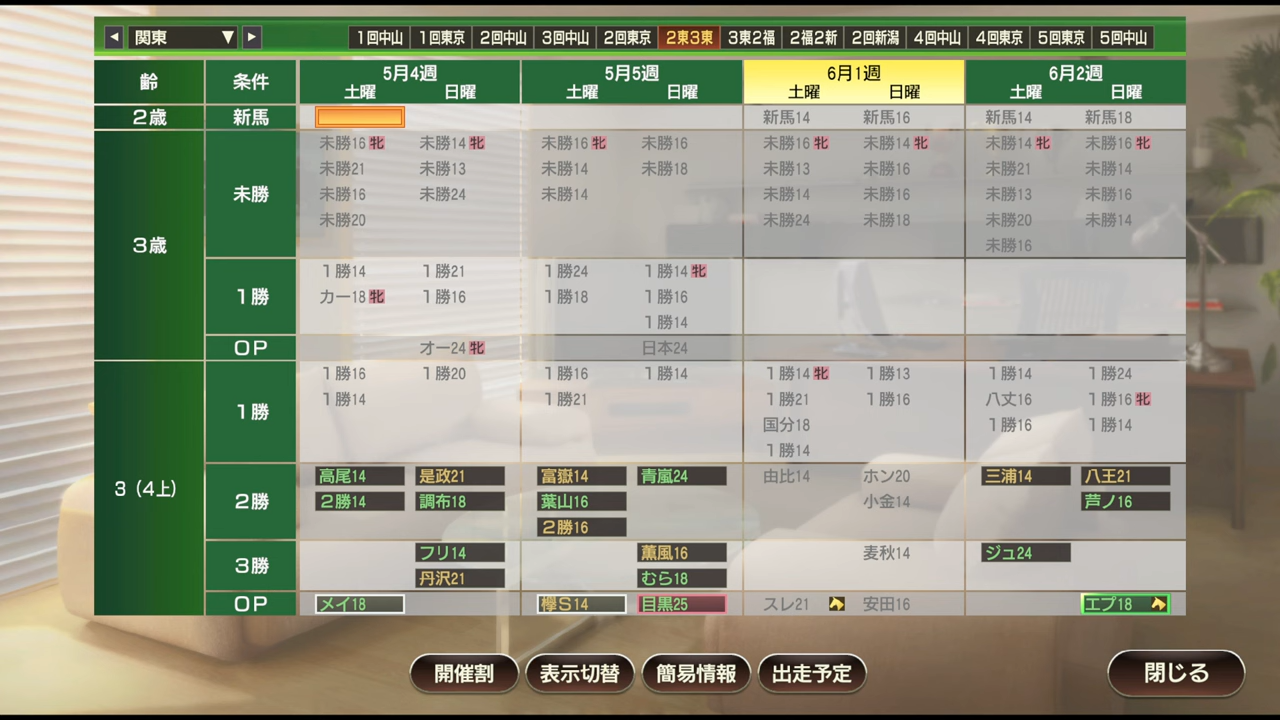 ◀ 関東 ▼ ▶ 1回中山 1回東京 2回中山 3回中山 2回東京 2東3東 3東2福 2福2新 2回新潟 4回中山 4回東京 5回東京 5回中山
齢 条件 5月4週 5月5週 6月1週 6月2週
土曜 日曜 土曜 日曜 土曜 日曜 土曜 日曜
2歳 新馬 新馬14 新馬16 新馬14 新馬18
未勝16牝 未勝14牝 未勝16牝 未勝16 未勝16牝 未勝14牝 未勝14牝 未勝16牝
未勝21 未勝13 未勝14 未勝18 未勝13 未勝16 未勝21 未勝14
未勝 未勝16 未勝24 未勝14 未勝14 未勝16 未勝13 未勝16
未勝20 未勝24 未勝18 未勝20 未勝14
3歳 未勝16
1勝14 1勝21 1勝24 1勝14牝
1勝 カー18牝 1勝16 1勝18 1勝16
1勝14
OP オー24牝 日本24
1勝16 1勝20 1勝16 1勝14 1勝14牝 1勝13 1勝14 1勝24
1勝 1勝14 1勝21 1勝21 1勝16 八丈16 1勝16牝
国分18 1勝16 1勝14
1勝14
高尾14 是政21 富嶽14 青嵐24 由比14 ホン20 三浦14 八王21
3(4上) 2勝 2勝14 調布18 葉山16 小金14 芦ノ16
2勝16
3勝 フリ14 薫風16 麦秋14 ジュ24
丹沢21 むら18
OP メイ18 欅S14 目黒25 スレ21 安田16 エプ18
開催割 表示切替 簡易情報 出走予定 閉じる